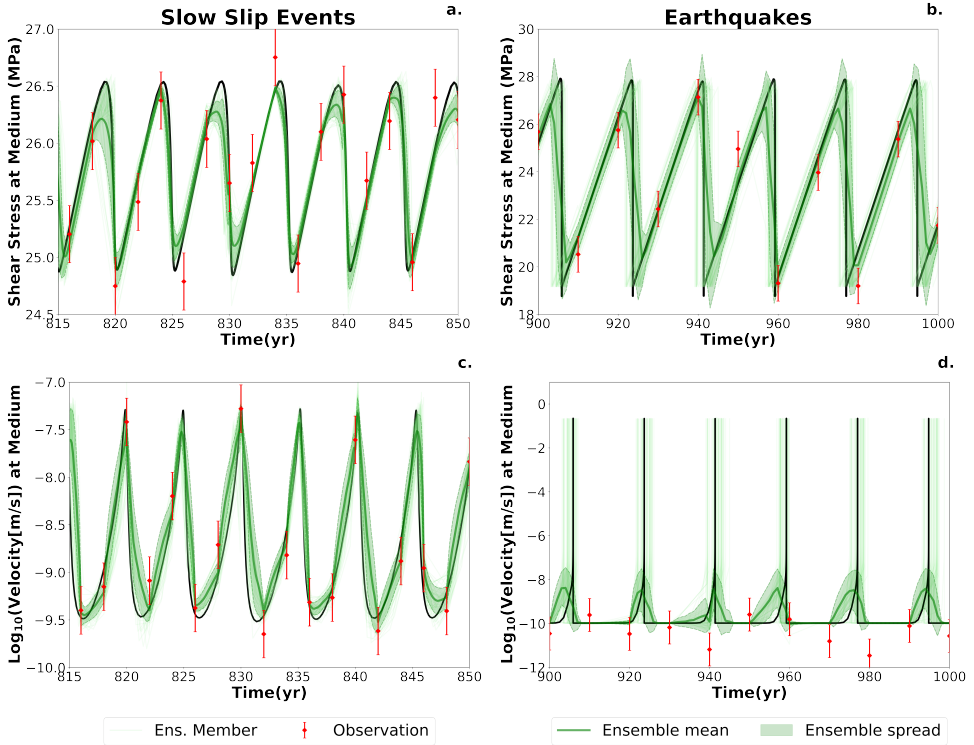 Slow Slip Events
a.
Shear Stress at Medium (MPa)
27.0
26.5
26.0
25.5
25.0
24.5
815 820 825 830 835 840 845 850
Time(yr)
Earthquakes
b.
Shear Stress at Medium (MPa)
30
28
26
24
22
20
18
900 920 940 960 980 1000
Time(yr)
c.
Log10(Velocity[m/s]) at Medium
−7.0
−7.5
−8.0
−8.5
−9.0
−9.5
−10.0
815 820 825 830 835 840 845 850
Time(yr)
d.
Log10(Velocity[m/s]) at Medium
0
−2
−4
−6
−8
−10
−12
900 920 940 960 980 1000
Time(yr)
Ens. Member Observation
Ensemble mean Ensemble spread